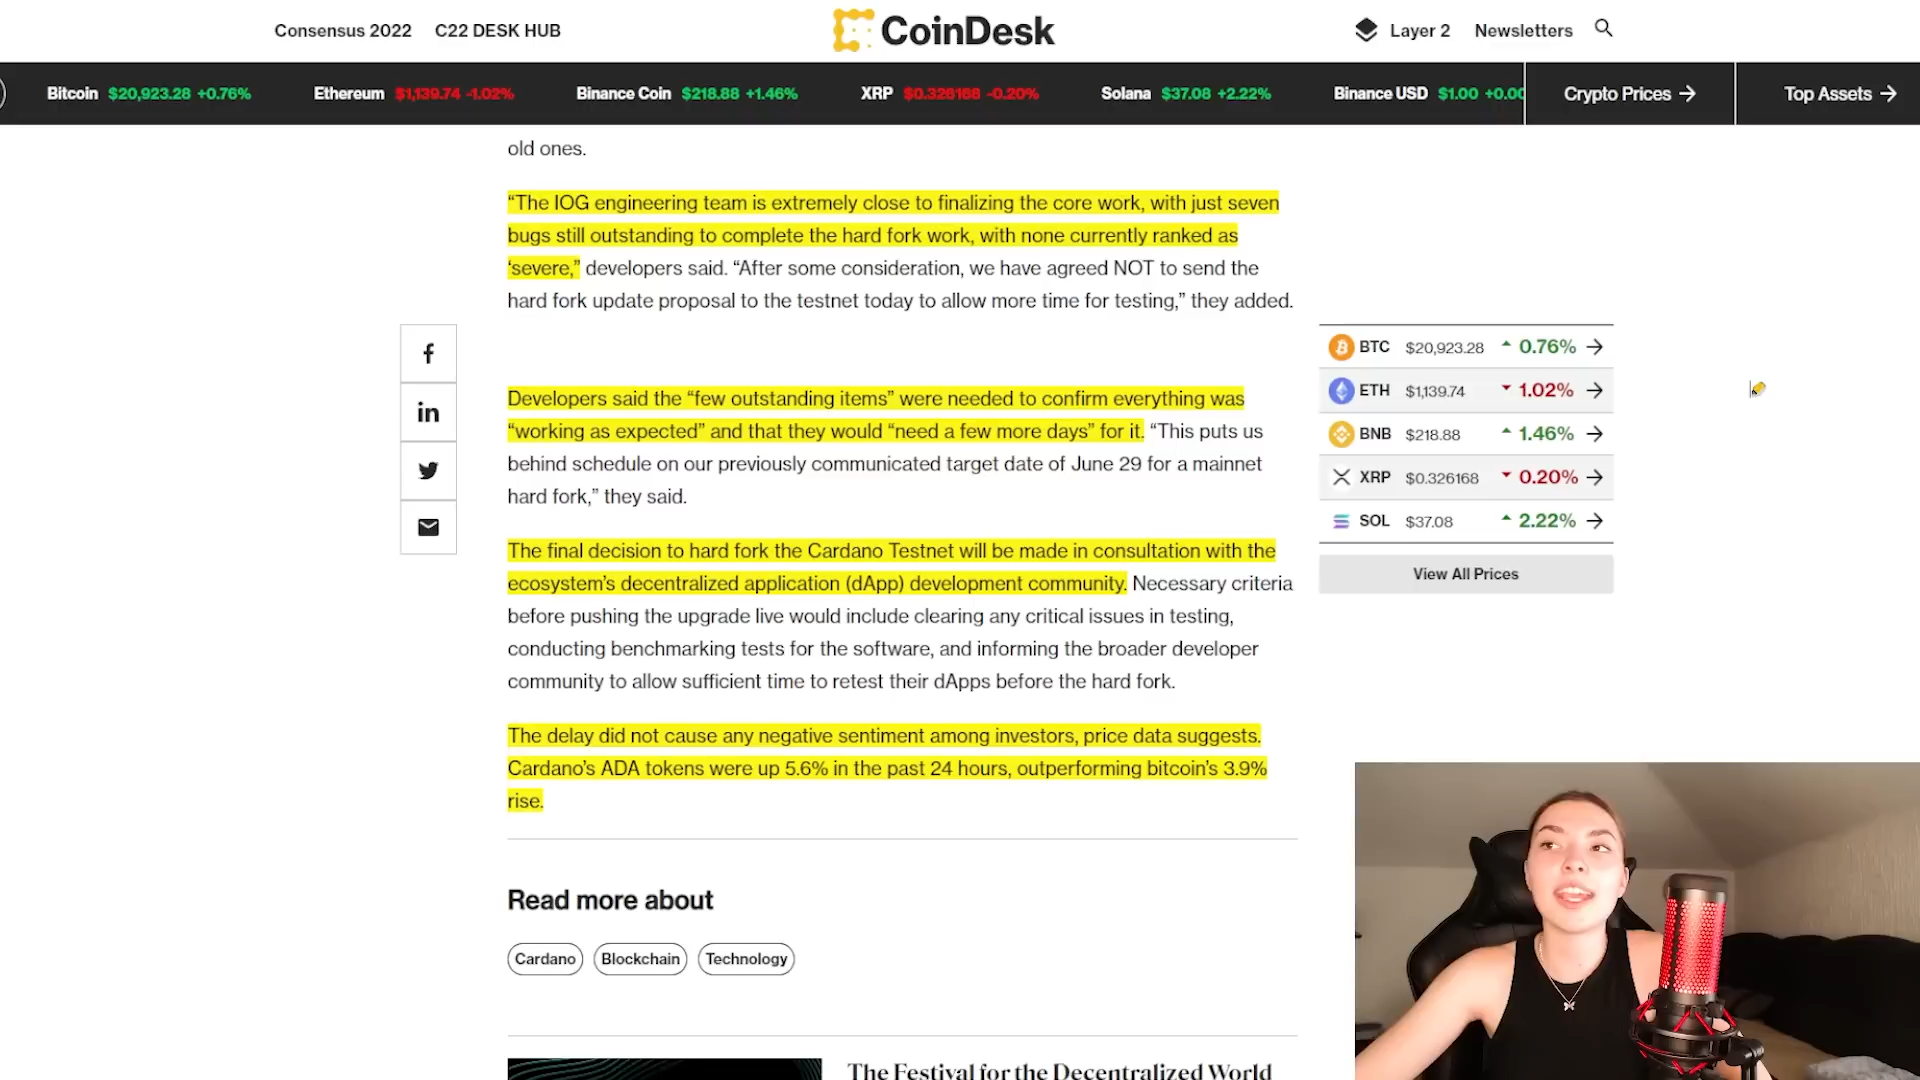 Consensus 2022 C22 DESK HUB CoinDesk Layer 2 Newsletters
Bitcoin $20,923.28 +0.76% Ethereum $1,139.74 -1.02% Binance Coin $218.88 +1.46% XRP $0.326168 -0.20% Solana $37.08 +2.22% Binance USD $1.00 +0.00 Crypto Prices → Top Assets →
old ones.
“The IOG engineering team is extremely close to finalizing the core work, with just seven
bugs still outstanding to complete the hard fork work, with none currently ranked as
‘severe,” developers said. “After some consideration, we have agreed NOT to send the
hard fork update proposal to the testnet today to allow more time for testing,” they added.
Developers said the “few outstanding items” were needed to confirm everything was
“working as expected” and that they would “need a few more days” for it. “This puts us
behind schedule on our previously communicated target date of June 29 for a mainnet
hard fork,” they said.
The final decision to hard fork the Cardano Testnet will be made in consultation with the
ecosystem’s decentralized application (dApp) development community. Necessary criteria
before pushing the upgrade live would include clearing any critical issues in testing,
conducting benchmarking tests for the software, and informing the broader developer
community to allow sufficient time to retest their dApps before the hard fork.
The delay did not cause any negative sentiment among investors, price data suggests.
Cardano’s ADA tokens were up 5.6% in the past 24 hours, outperforming bitcoin’s 3.9%
rise.
BTC $20,923.28 0.76% →
ETH $1,139.74 1.02% →
BNB $218.88 1.46% →
XRP $0.326168 0.20% →
SOL $37.08 2.22% →
View All Prices
Read more about
Cardano Blockchain Technology
The Festival for the Decentralized World